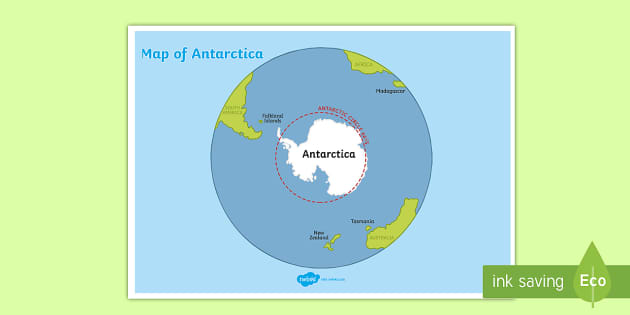 Map of Antarctica
AFRICA
Madagascar
SOUTH
AMERICA
Falkland
Islands
ANTARCTIC CIRCLE
Antarctica
Tasmania
New
Zealand
AUSTRALIA
twinkl
ink saving
Eco